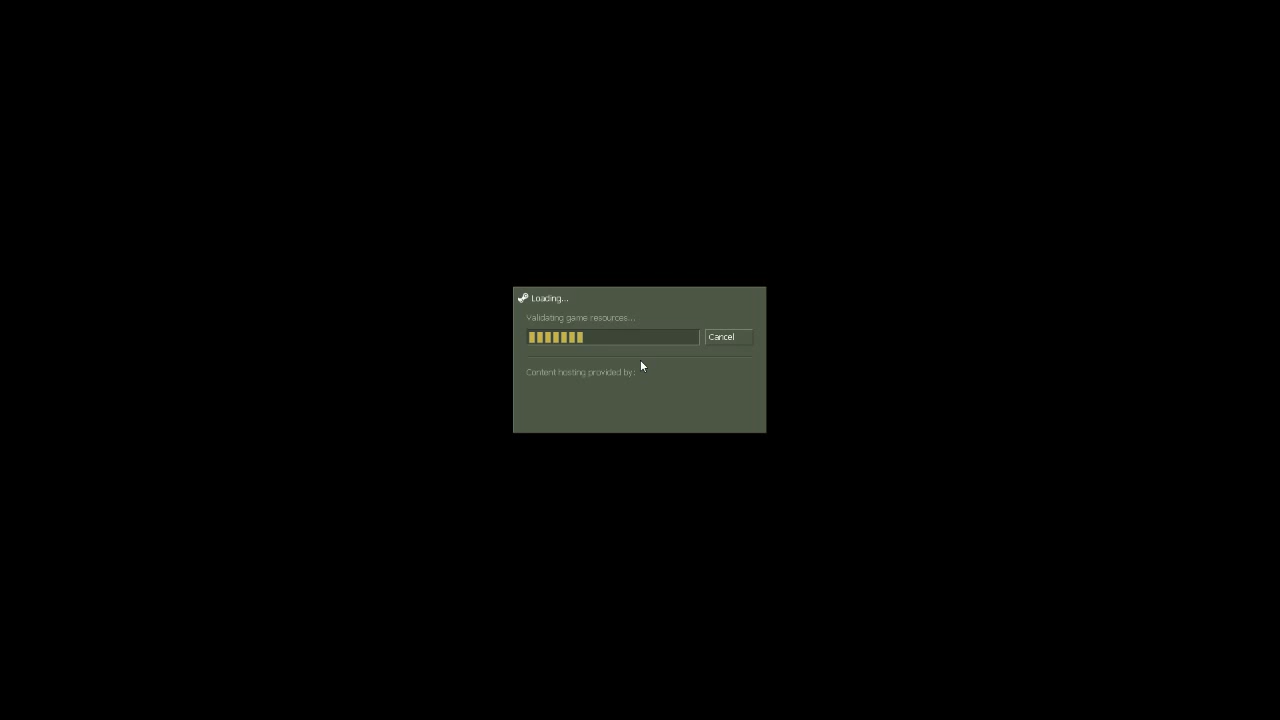 Loading...
Validating game resources...
Cancel
Content hosting provided by: